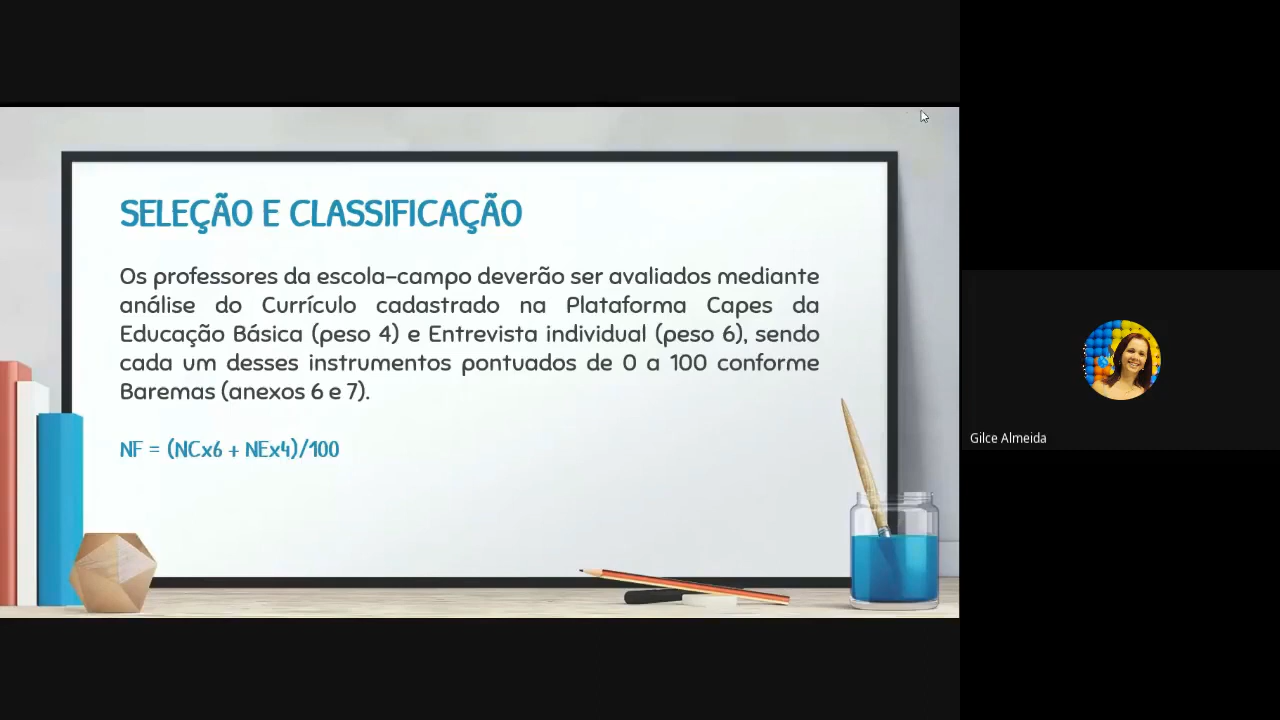 SELEÇÃO E CLASSIFICAÇÃO
Os professores da escola-campo deverão ser avaliados mediante
análise do Currículo cadastrado na Plataforma Capes da
Educação Básica (peso 4) e Entrevista individual (peso 6), sendo
cada um desses instrumentos pontuados de 0 a 100 conforme
Baremas (anexos 6 e 7).
NF = (NCx6 + NEx4)/100
Gilce Almeida